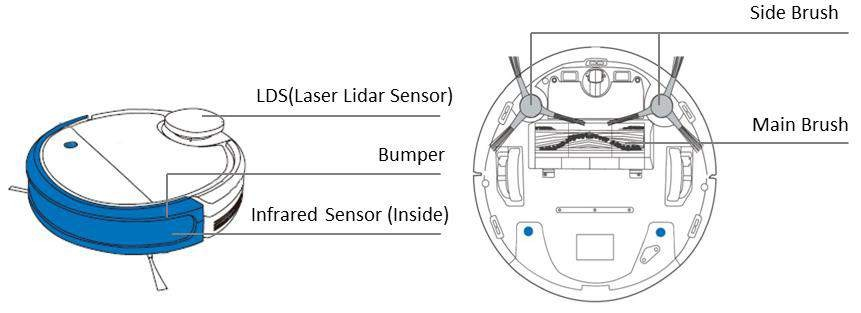 LDS(Laser Lidar Sensor)
Bumper
Infrared Sensor (Inside)
Side Brush
Main Brush